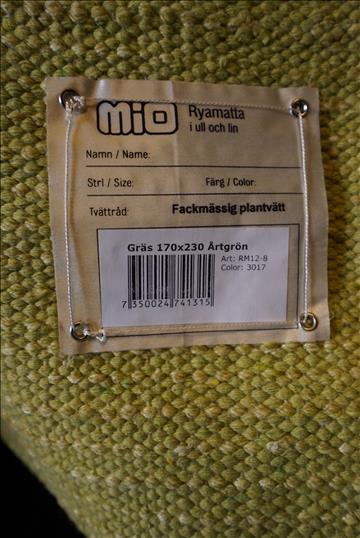 mio
Ryamatta
i ull och lin
Namn / Name:
Strl / Size: Färg / Color:
Tvättråd: Fackmässig plantvätt
Gräs 170x230 Ärtgrön
Art: RM12-8
Color: 3017
7 350024 741315